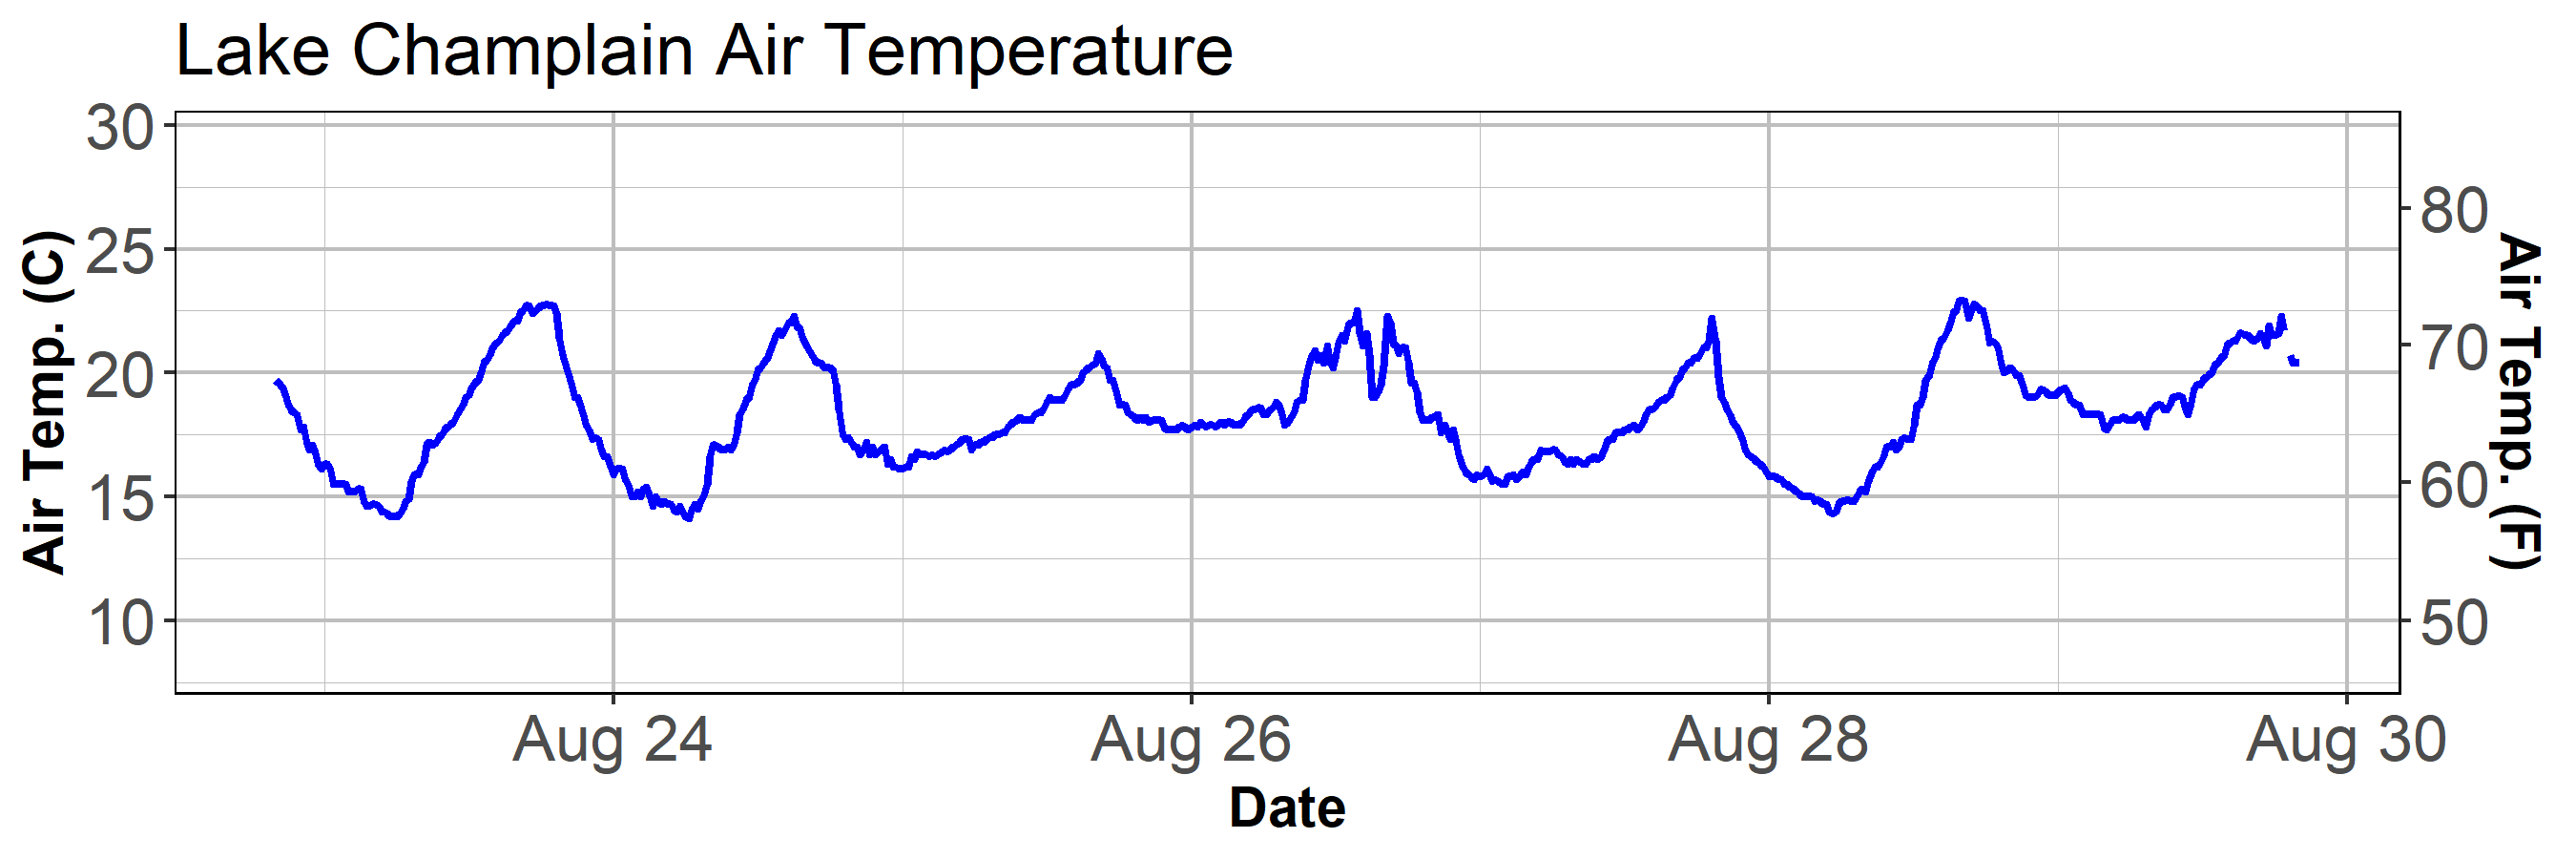 Lake Champlain Air Temperature
30
25
20
15
10
Air Temp. (C)
80
70
60
50
Air Temp. (F)
Aug 24 Aug 26 Aug 28 Aug 30
Date